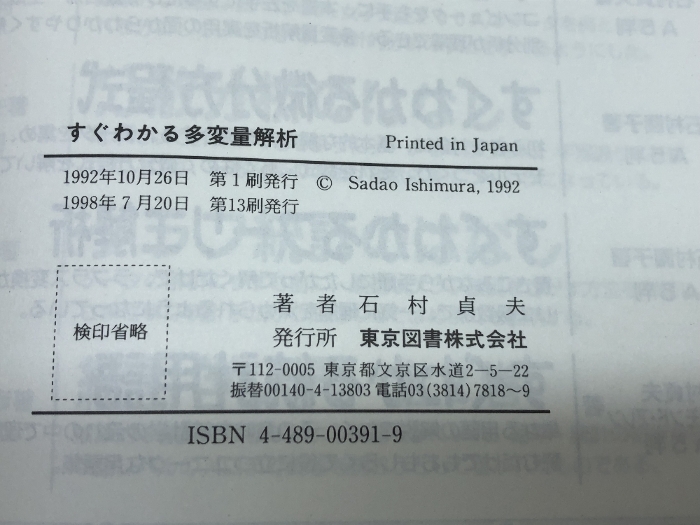 すぐわかる多変量解析
Printed in Japan
1992年10月26日 第1刷発行 © Sadao Ishimura, 1992
1998年7月20日 第13刷発行
検印省略
著者 石村貞夫
発行所 東京図書株式会社
〒112-0005 東京都文京区水道2-5-22
振替00140-4-13803 電話03(3814)7818〜9
ISBN 4-489-00391-9